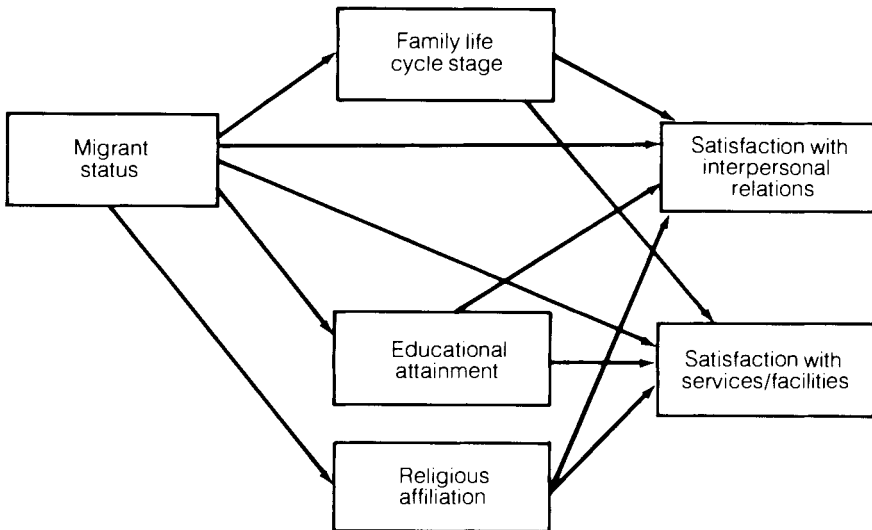 Family life
cycle stage
Migrant
status
Satisfaction with
interpersonal
relations
Educational
attainment
Satisfaction with
services/facilities
Religious
affiliation